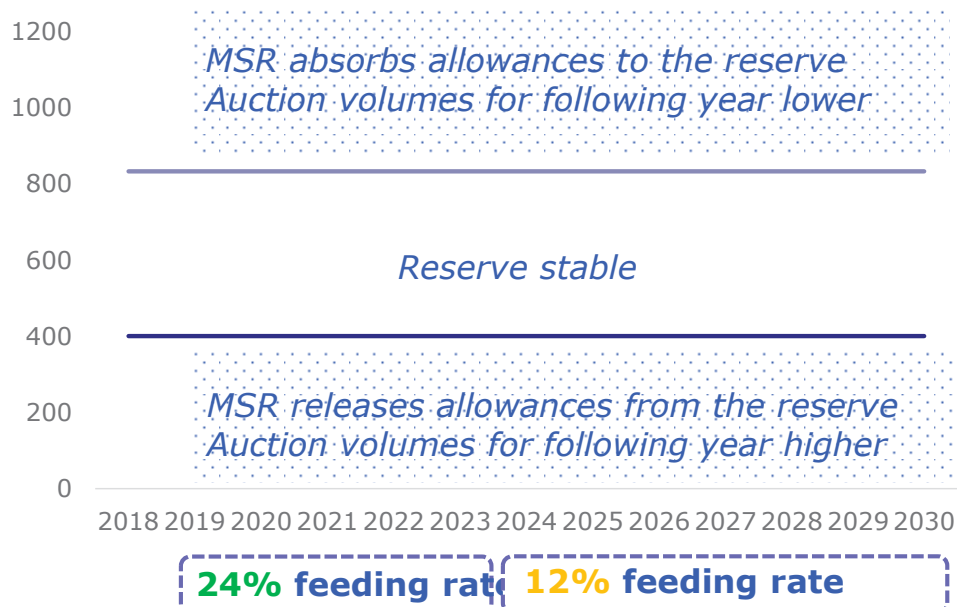 1200
MSR absorbs allowances to the reserve
1000
Auction volumes for following year lower
800
600
Reserve stable
400
MSR releases allowances from the reserve
200
Auction volumes for following year higher
0
2018 2019 2020 2021 2022 2023 2024 2025 2026 2027 2028 2029 2030
24% feeding rate 12% feeding rate